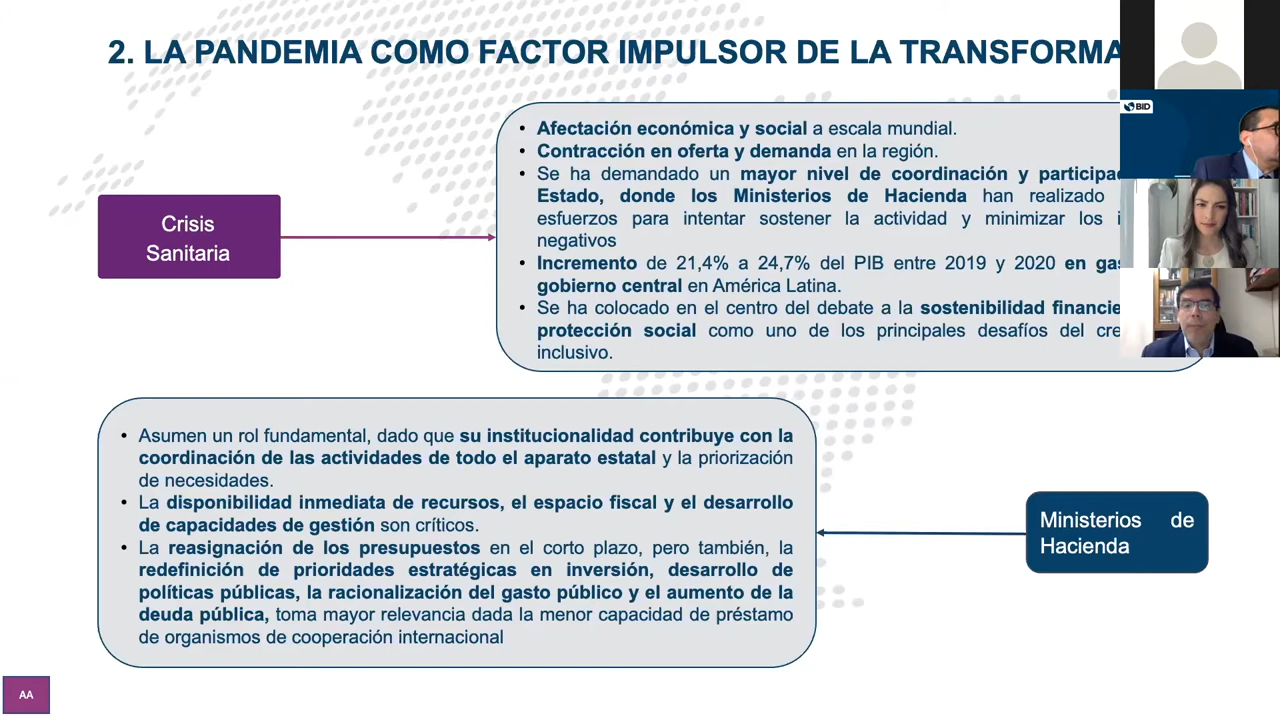 2. LA PANDEMIA COMO FACTOR IMPULSOR DE LA
BID
Crisis
Sanitaria
• Afectación económica y social a escala mundial.
• Contracción en oferta y demanda en la región.
• Se ha demandado un mayor nivel de coordinación y
Estado, donde los Ministerios de Hacienda han realizado
esfuerzos para intentar sostener la actividad y minimizar los
negativos
• Incremento de 21,4% a 24,7% del PIB entre 2019 y 2020 en
gobierno central en América Latina.
• Se ha colocado en el centro del debate a la sostenibilidad
protección social como uno de los principales desafíos del
inclusivo.
• Asumen un rol fundamental, dado que su institucionalidad contribuye con la
coordinación de las actividades de todo el aparato estatal y la priorización
de necesidades.
• La disponibilidad inmediata de recursos, el espacio fiscal y el desarrollo
de capacidades de gestión son críticos.
• La reasignación de los presupuestos en el corto plazo, pero también, la
redefinición de prioridades estratégicas en inversión, desarrollo de
políticas públicas, la racionalización del gasto público y el aumento de la
deuda pública, toma mayor relevancia dada la menor capacidad de préstamo
de organismos de cooperación internacional
Ministerios de
Hacienda
AA